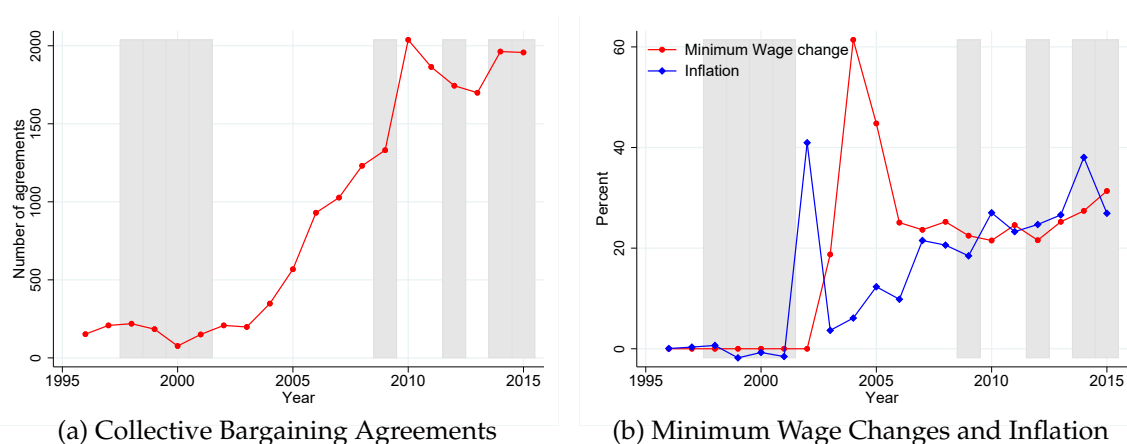 Number of agreements
2000
1500
1000
500
0
1995
2000
2005
2010
2015
Year
(a) Collective Bargaining Agreements
Minimum Wage change
Inflation
Percent
60
40
20
0
1995
2000
2005
2010
2015
Year
(b) Minimum Wage Changes and Inflation